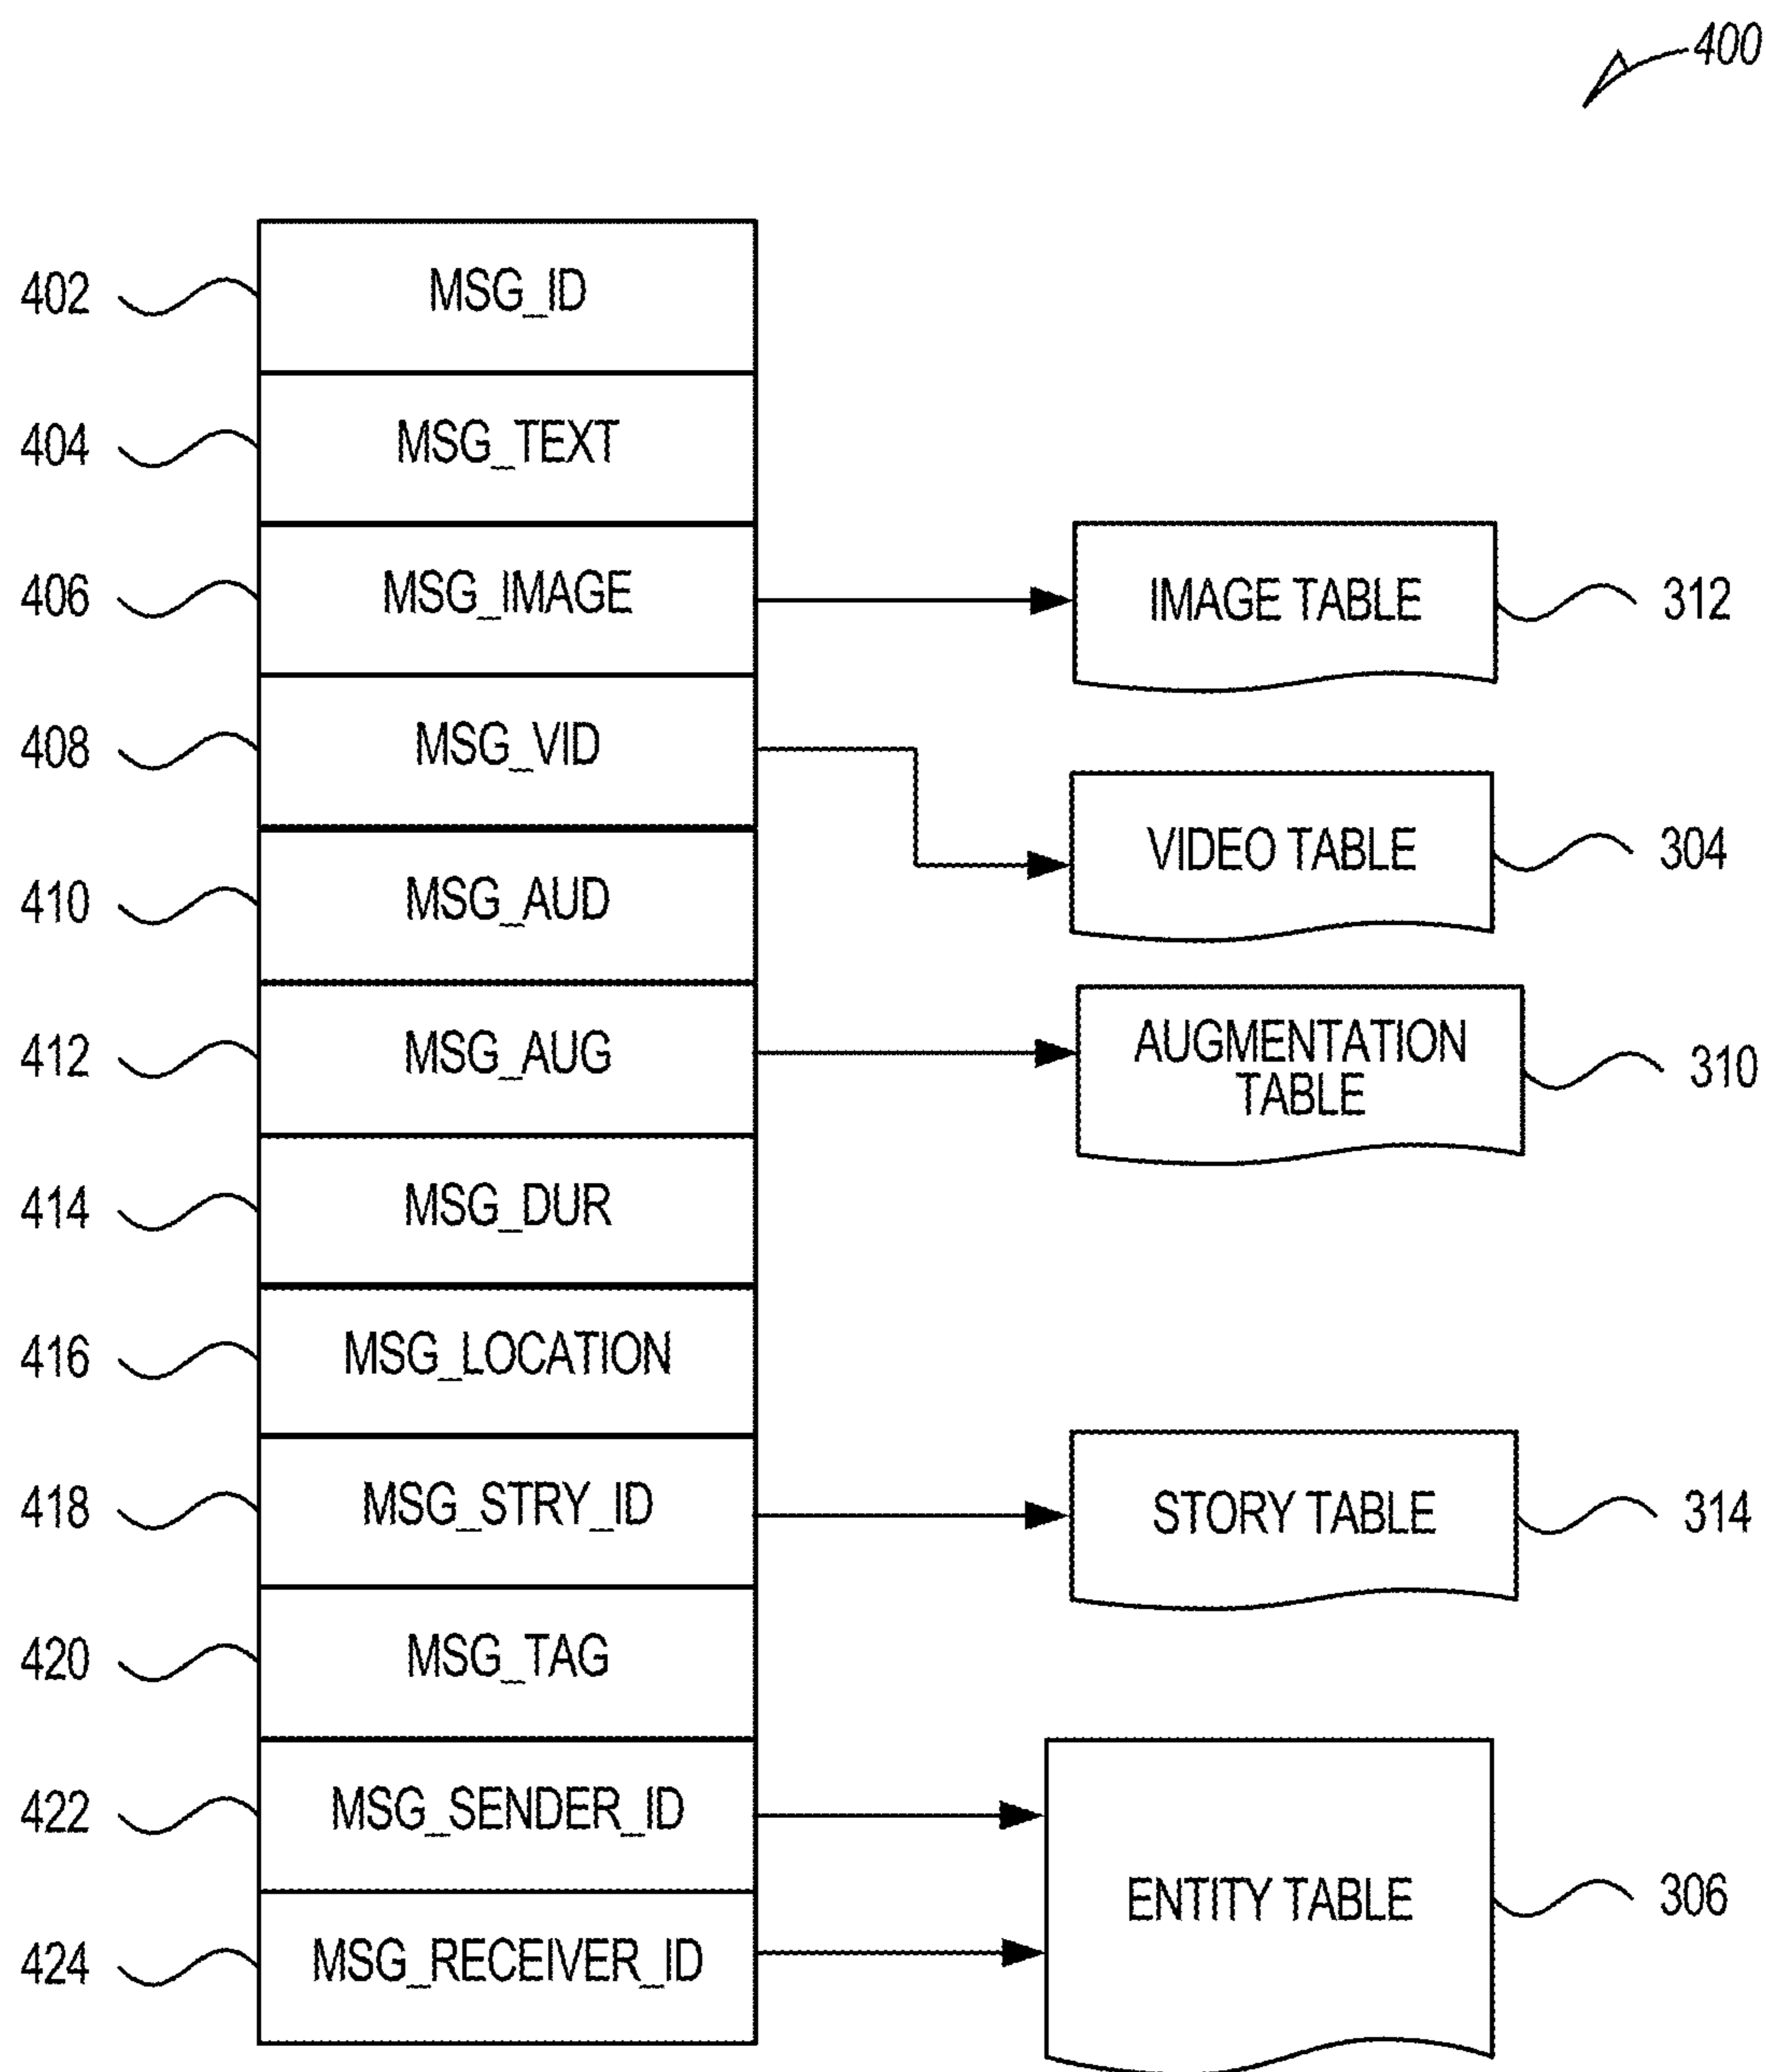 400
402 MSG_ID
404 MSG_TEXT
406 MSG_IMAGE IMAGE TABLE 312
408 MSG_VID VIDEO TABLE 304
410 MSG_AUD
412 MSG_AUG AUGMENTATION
TABLE 310
414 MSG_DUR
416 MSG_LOCATION
418 MSG_STRY_ID STORY TABLE 314
420 MSG_TAG
422 MSG_SENDER_ID ENTITY TABLE 306
424 MSG_RECEIVER_ID